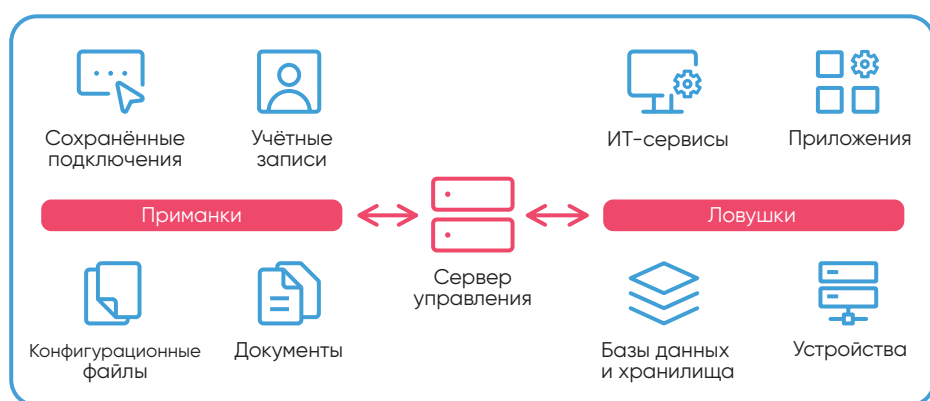 Сохранённые
подключения
Учётные
записи
ИТ-сервисы
Приложения
Приманки
Ловушки
Сервер
управления
Конфигурационные
файлы
Документы
Базы данных
и хранилища
Устройства